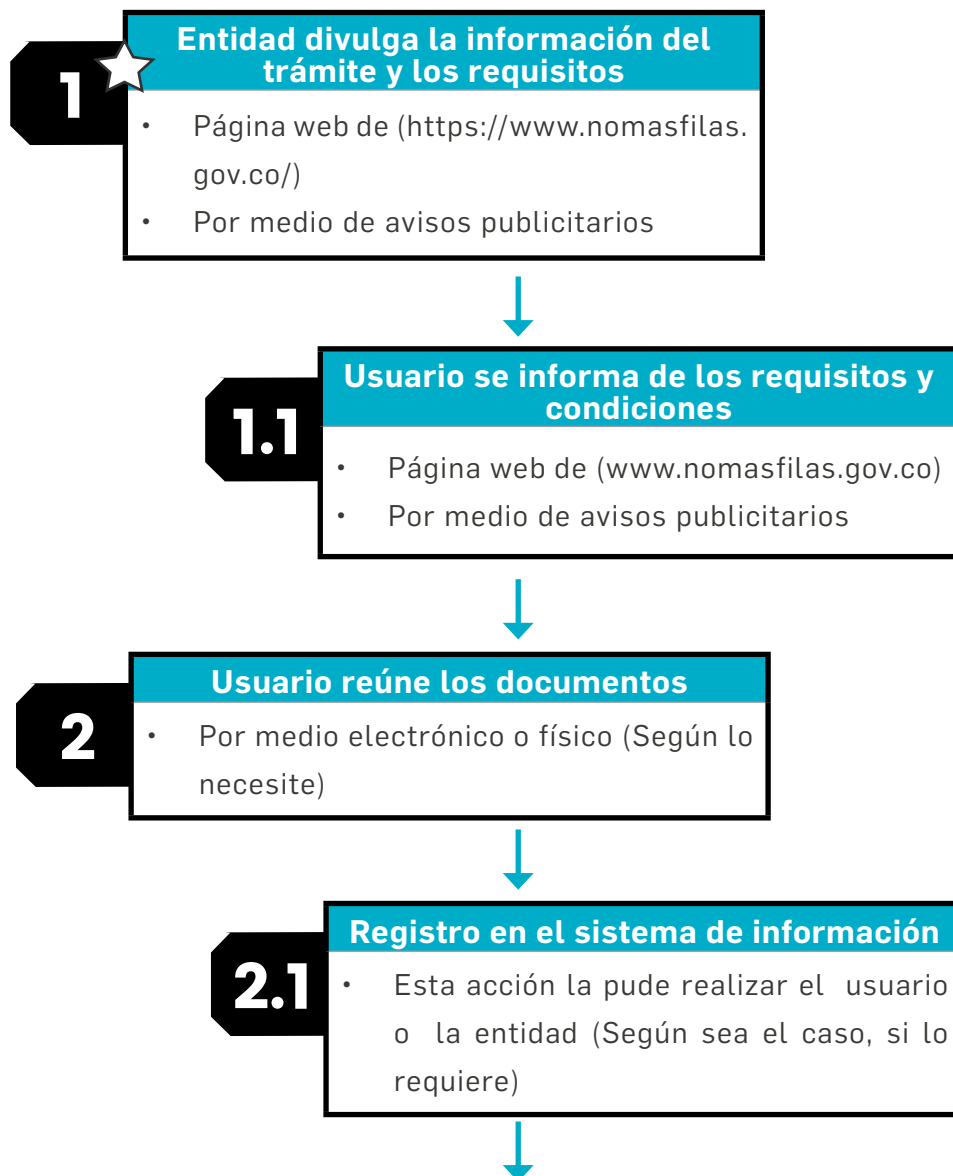 1
Entidad divulga la información del
trámite y los requisitos
• Página web de (https://www.nomasfilas.
gov.co/)
• Por medio de avisos publicitarios
1.1
Usuario se informa de los requisitos y
condiciones
• Página web de (www.nomasfilas.gov.co)
• Por medio de avisos publicitarios
2
Usuario reúne los documentos
• Por medio electrónico o físico (Según lo
necesite)
2.1
Registro en el sistema de información
• Esta acción la pude realizar el usuario
o la entidad (Según sea el caso, si lo
requiere)